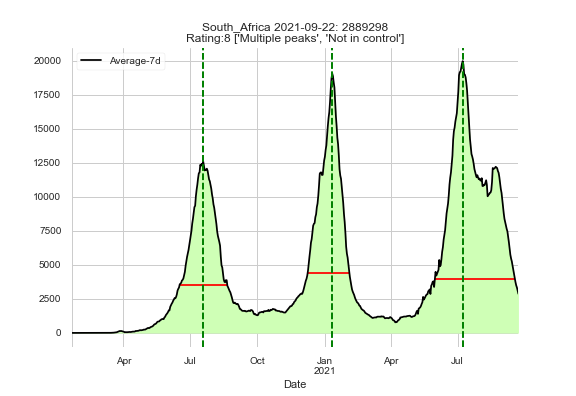 South_Africa 2021-09-22: 2889298
Rating:8 ['Multiple peaks', 'Not in control']
Average-7d
20000
17500
15000
12500
10000
7500
5000
2500
0
Apr Jul Oct Jan Apr Jul
2021
Date